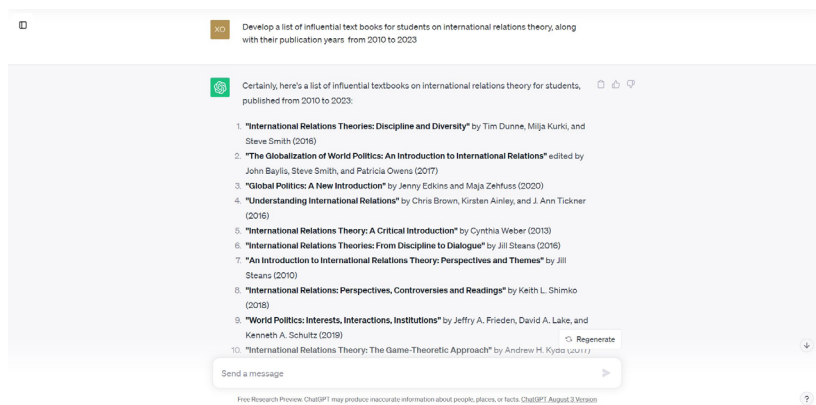 XO
Develop a list of influential text books for students on international relations theory, along
with their publication years from 2010 to 2023
Certainly, here's a list of influential textbooks on international relations theory for students,
published from 2010 to 2023:
1. "International Relations Theories: Discipline and Diversity" by Tim Dunne, Milja Kurki, and
Steve Smith (2016)
2. "The Globalization of World Politics: An Introduction to International Relations" edited by
John Baylis, Steve Smith, and Patricia Owens (2017)
3. "Global Politics: A New Introduction" by Jenny Edkins and Maja Zehfuss (2020)
4. "Understanding International Relations" by Chris Brown, Kirsten Ainley, and J. Ann Tickner
(2016)
5. "International Relations Theory: A Critical Introduction" by Cynthia Weber (2013)
6. "International Relations Theories: From Discipline to Dialogue" by Jill Steans (2016)
7. "An Introduction to International Relations Theory: Perspectives and Themes" by Jill
Steans (2010)
8. "International Relations: Perspectives, Controversies and Readings" by Keith L. Shimko
(2018)
9. "World Politics: Interests, Interactions, Institutions" by Jeffry A. Frieden, David A. Lake, and
Kenneth A. Schultz (2019)
Regenerate
10. "International Relations Theory: The Game-Theoretic Approach" by Andrew H. Kydd (2017)
Send a message
Free Research Preview. ChatGPT may produce inaccurate information about people, places, or facts. ChatGPT August 3 Version
?